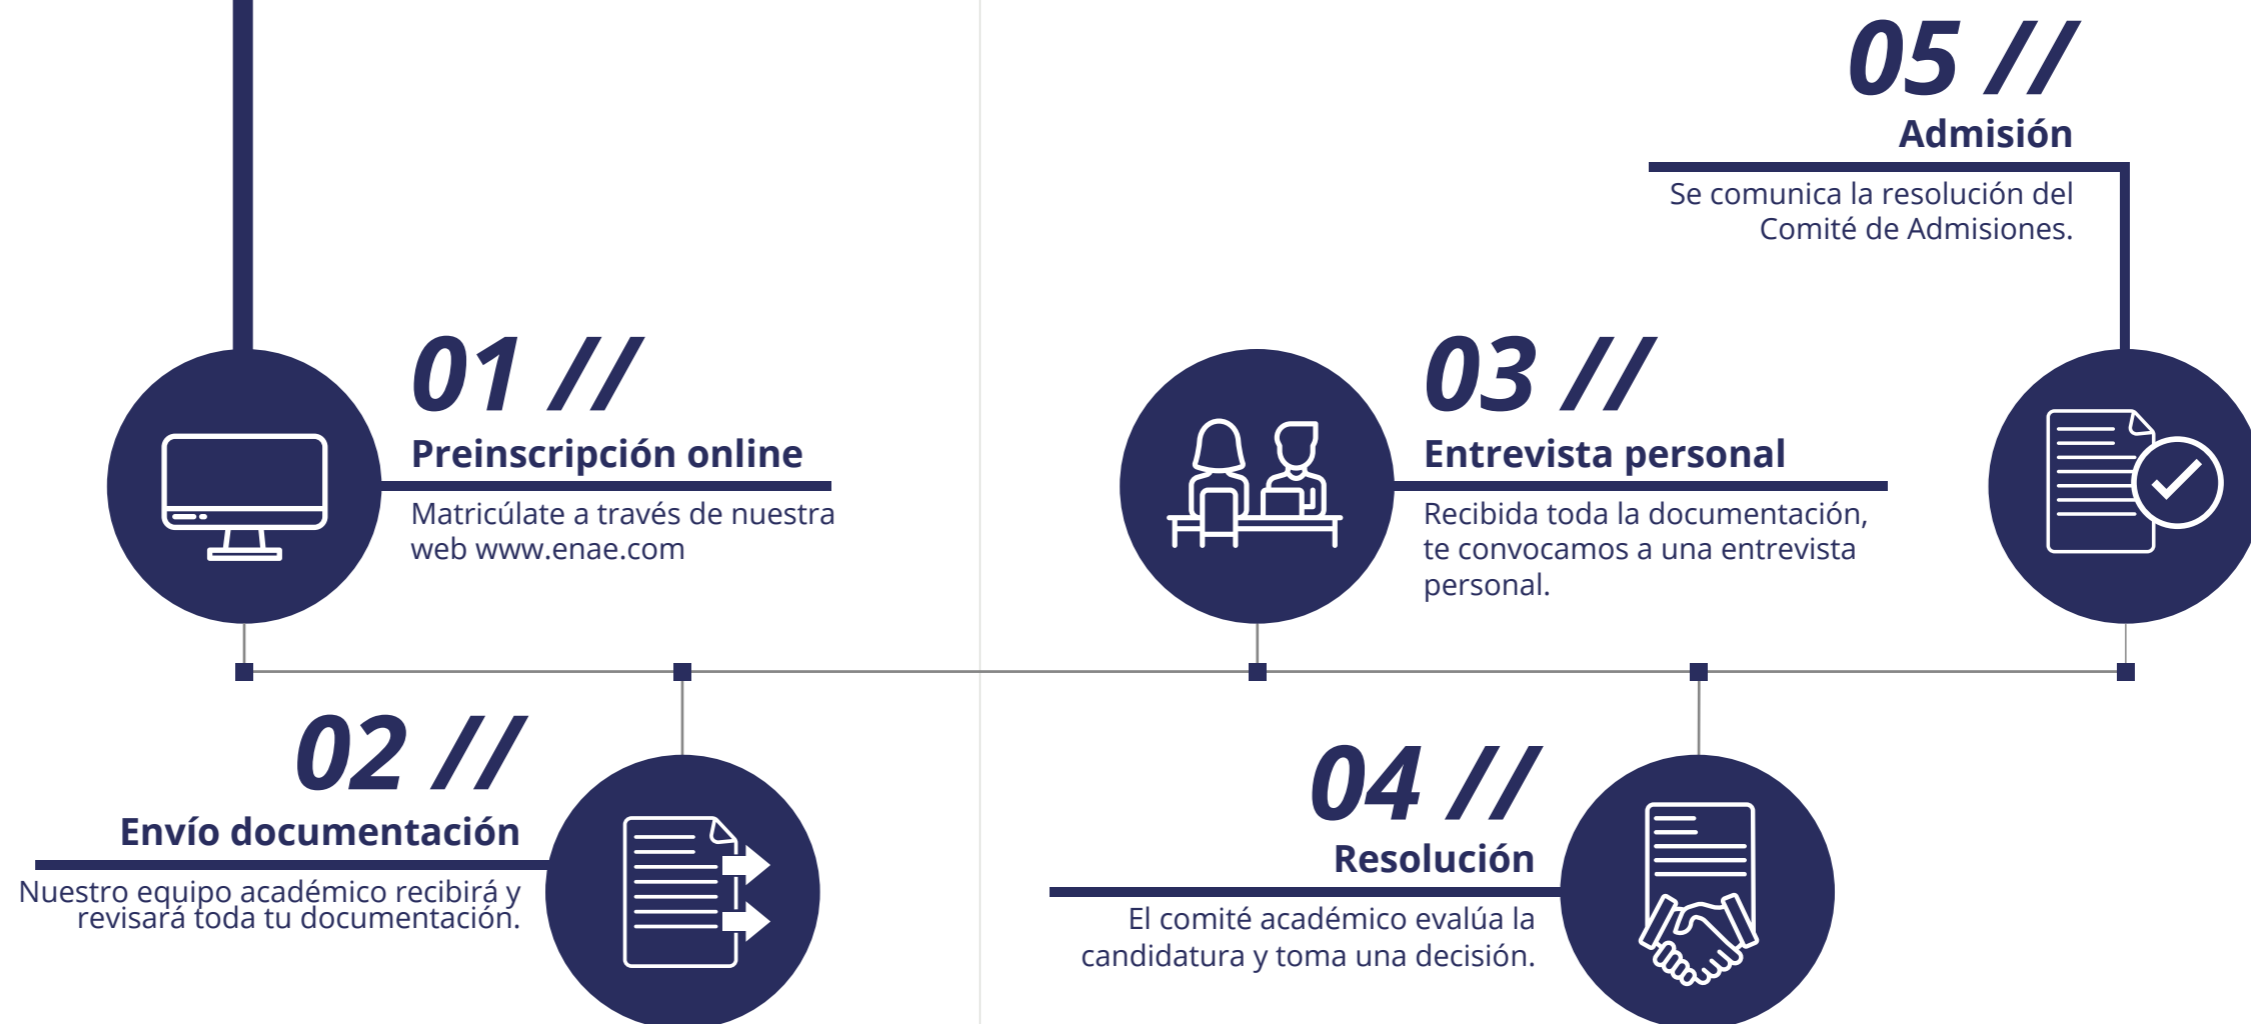 01 //
Preinscripción online
Matricúlate a través de nuestra
web www.enae.com
02 //
Envío documentación
Nuestro equipo académico recibirá y
revisará toda tu documentación.
03 //
Entrevista personal
Recibida toda la documentación,
te convocamos a una entrevista
personal.
04 //
Resolución
El comité académico evalúa la
candidatura y toma una decisión.
05 //
Admisión
Se comunica la resolución del
Comité de Admisiones.